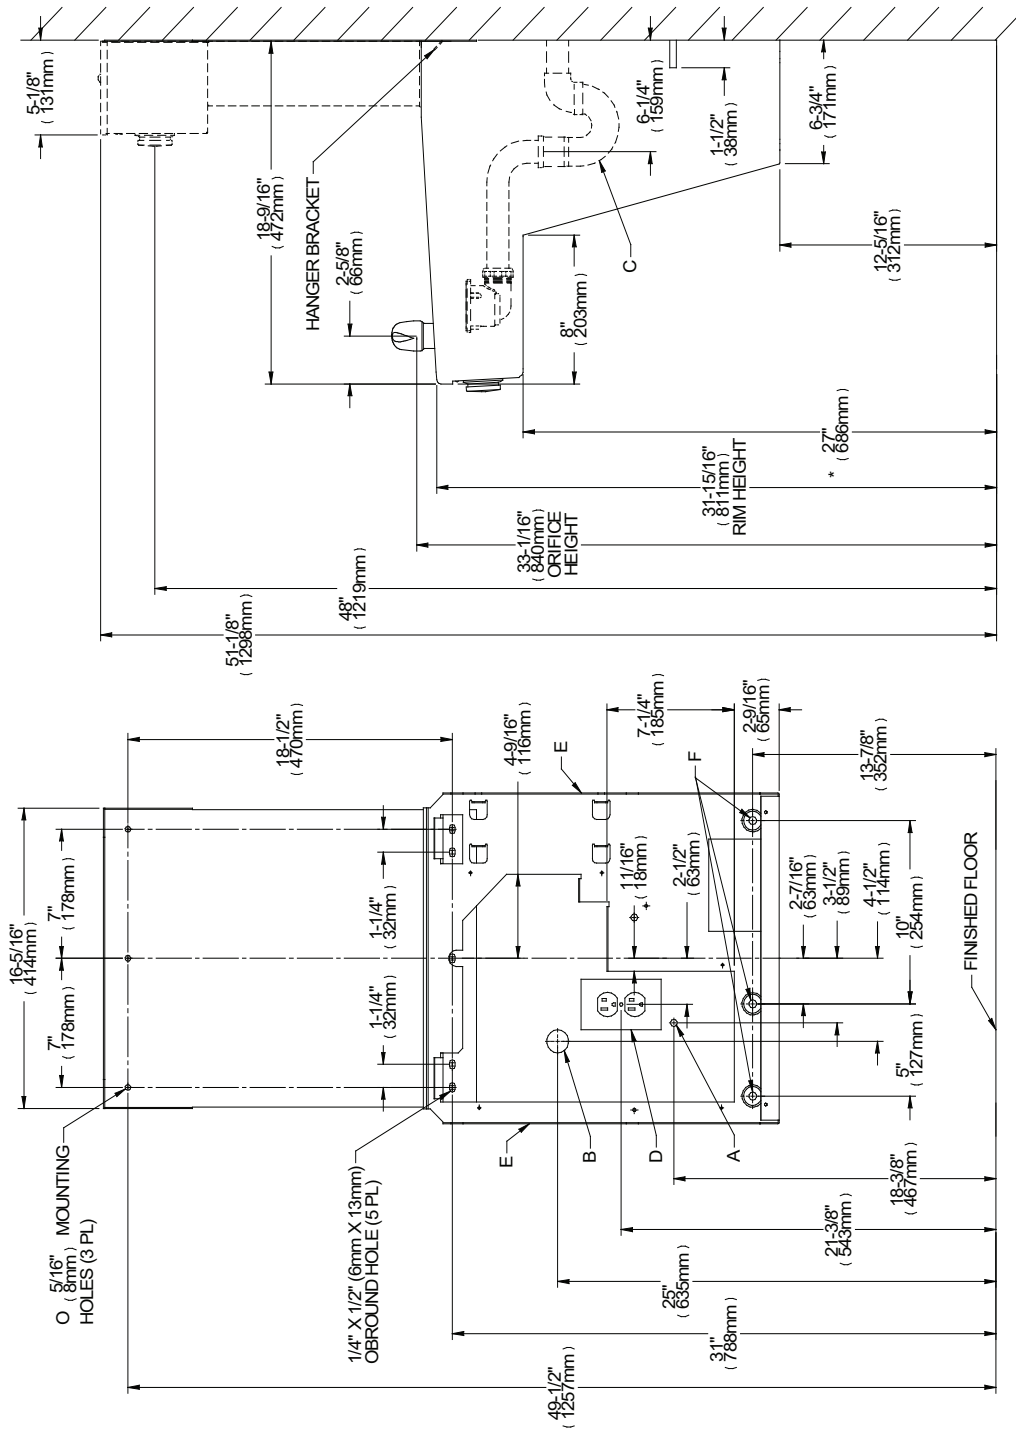 16-5/16"
( 414mm )
7"
( 178mm )
7"
( 178mm )
O 5/16" MOUNTING
( 8mm )
HOLES (3 PL)
18-1/2"
( 470mm )
1/4" X 1/2" (6mm X 13mm)
OBROUND HOLE (5 PL)
1-1/4"
( 32mm )
1-1/4"
( 32mm )
4-9/16"
( 116mm )
49-1/2"
( 1257mm )
31"
( 788mm )
25"
( 635mm )
21-3/8"
( 543mm )
18-3/8"
( 467mm )
E
B
D
A
E
F
11/16"
( 18mm )
2-1/2"
( 63mm )
7-1/4"
( 185mm )
2-9/16"
( 65mm )
13-7/8"
( 352mm )
2-7/16"
( 63mm )
3-1/2"
( 89mm )
4-1/2"
( 114mm )
5"
( 127mm )
10"
( 254mm )
FINISHED FLOOR
5-1/8"
( 131mm )
18-9/16"
( 472mm )
HANGER BRACKET
2-5/8"
( 66mm )
51-1/8"
( 1298mm )
48"
( 1219mm )
33-1/16"
( 840mm )
ORIFICE
HEIGHT
31-15/16"
( 811mm )
RIM HEIGHT
* 27"
( 686mm )
8"
( 203mm )
C
6-1/4"
( 159mm )
1-1/2"
( 38mm )
6-3/4"
( 171mm )
12-5/16"
( 312mm )